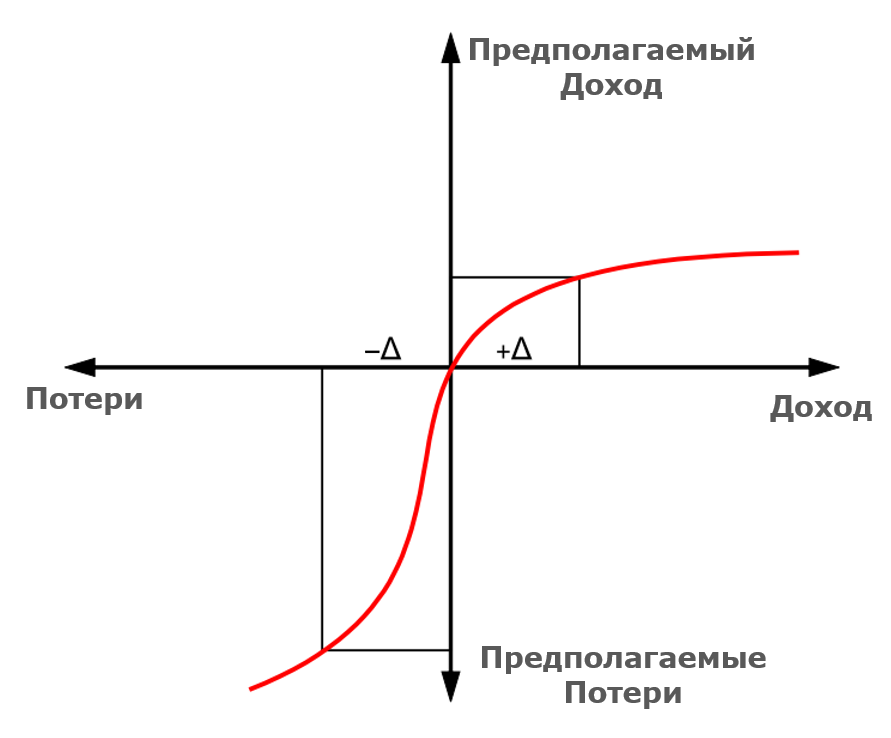 Предполагаемый
Доход
−Δ
+Δ
Потери
Доход
Предполагаемые
Потери